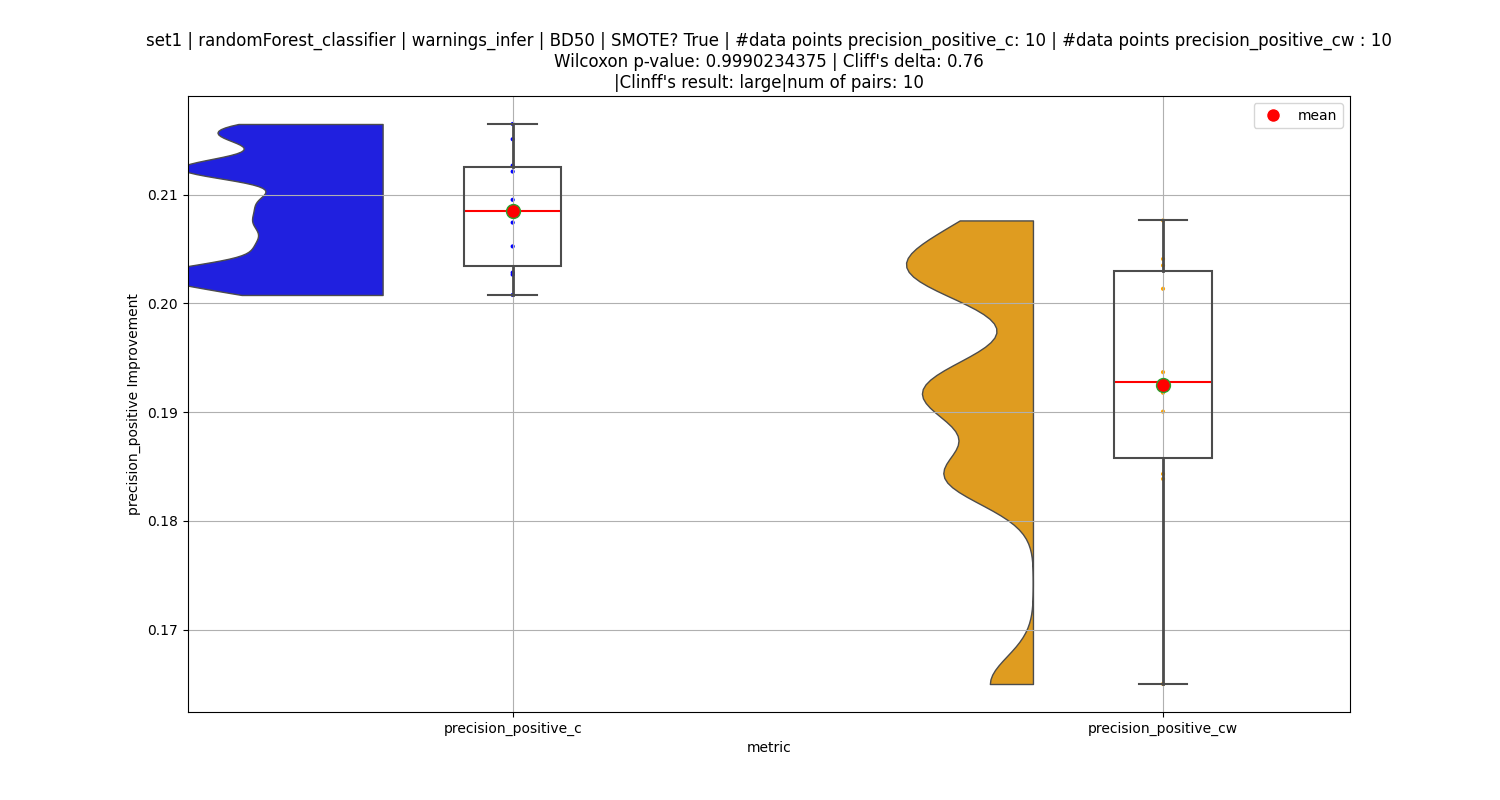 set1 | randomForest_classifier | warnings_infer | BD50 | SMOTE? True | #data points precision_positive_c: 10 | #data points precision_positive_cw : 10
Wilcoxon p-value: 0.9990234375 | Cliff's delta: 0.76
|Clinff's result: large|num of pairs: 10
mean
0.21
0.20
0.19
0.18
0.17
precision_positive Improvement
precision_positive_c
precision_positive_cw
metric